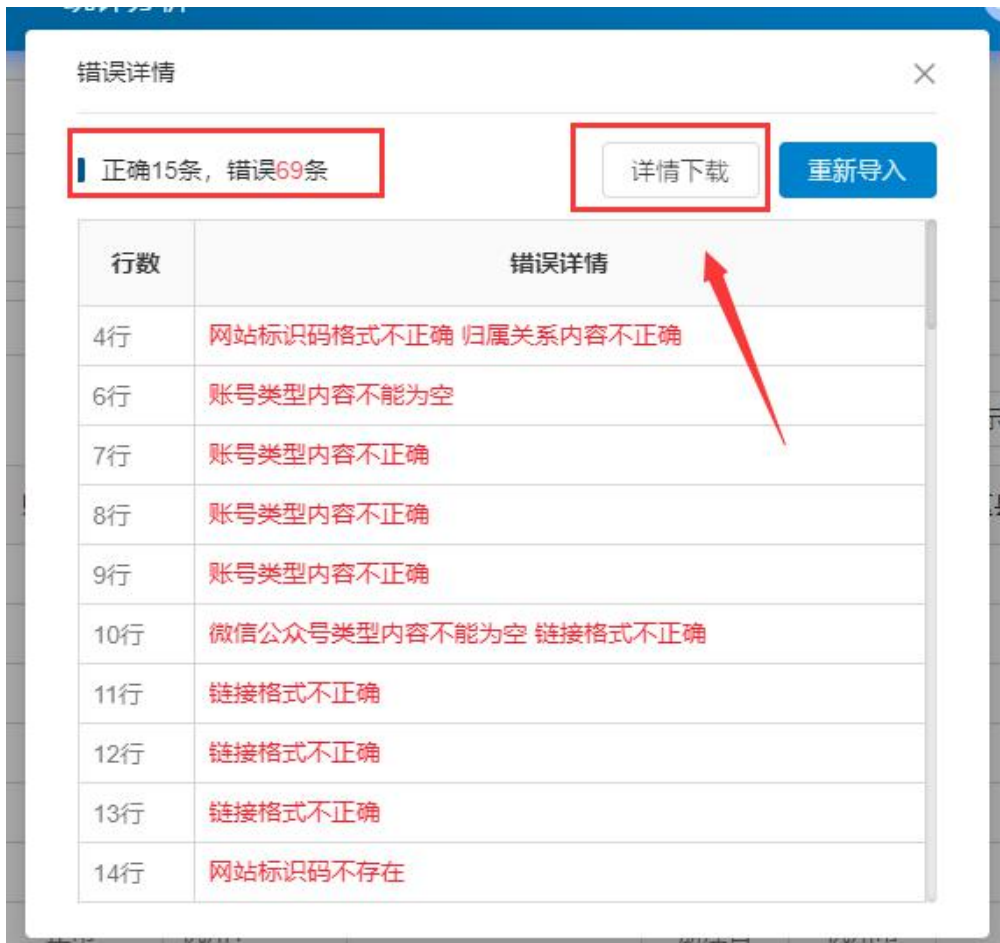 错误详情
正确15条，错误69条 详情下载 重新导入
行数 错误详情
4行 网站标识码格式不正确 归属关系内容不正确
6行 账号类型内容不能为空
7行 账号类型内容不正确
8行 账号类型内容不正确
9行 账号类型内容不正确
10行 微信公众号类型内容不能为空 链接格式不正确
11行 链接格式不正确
12行 链接格式不正确
13行 链接格式不正确
14行 网站标识码不存在